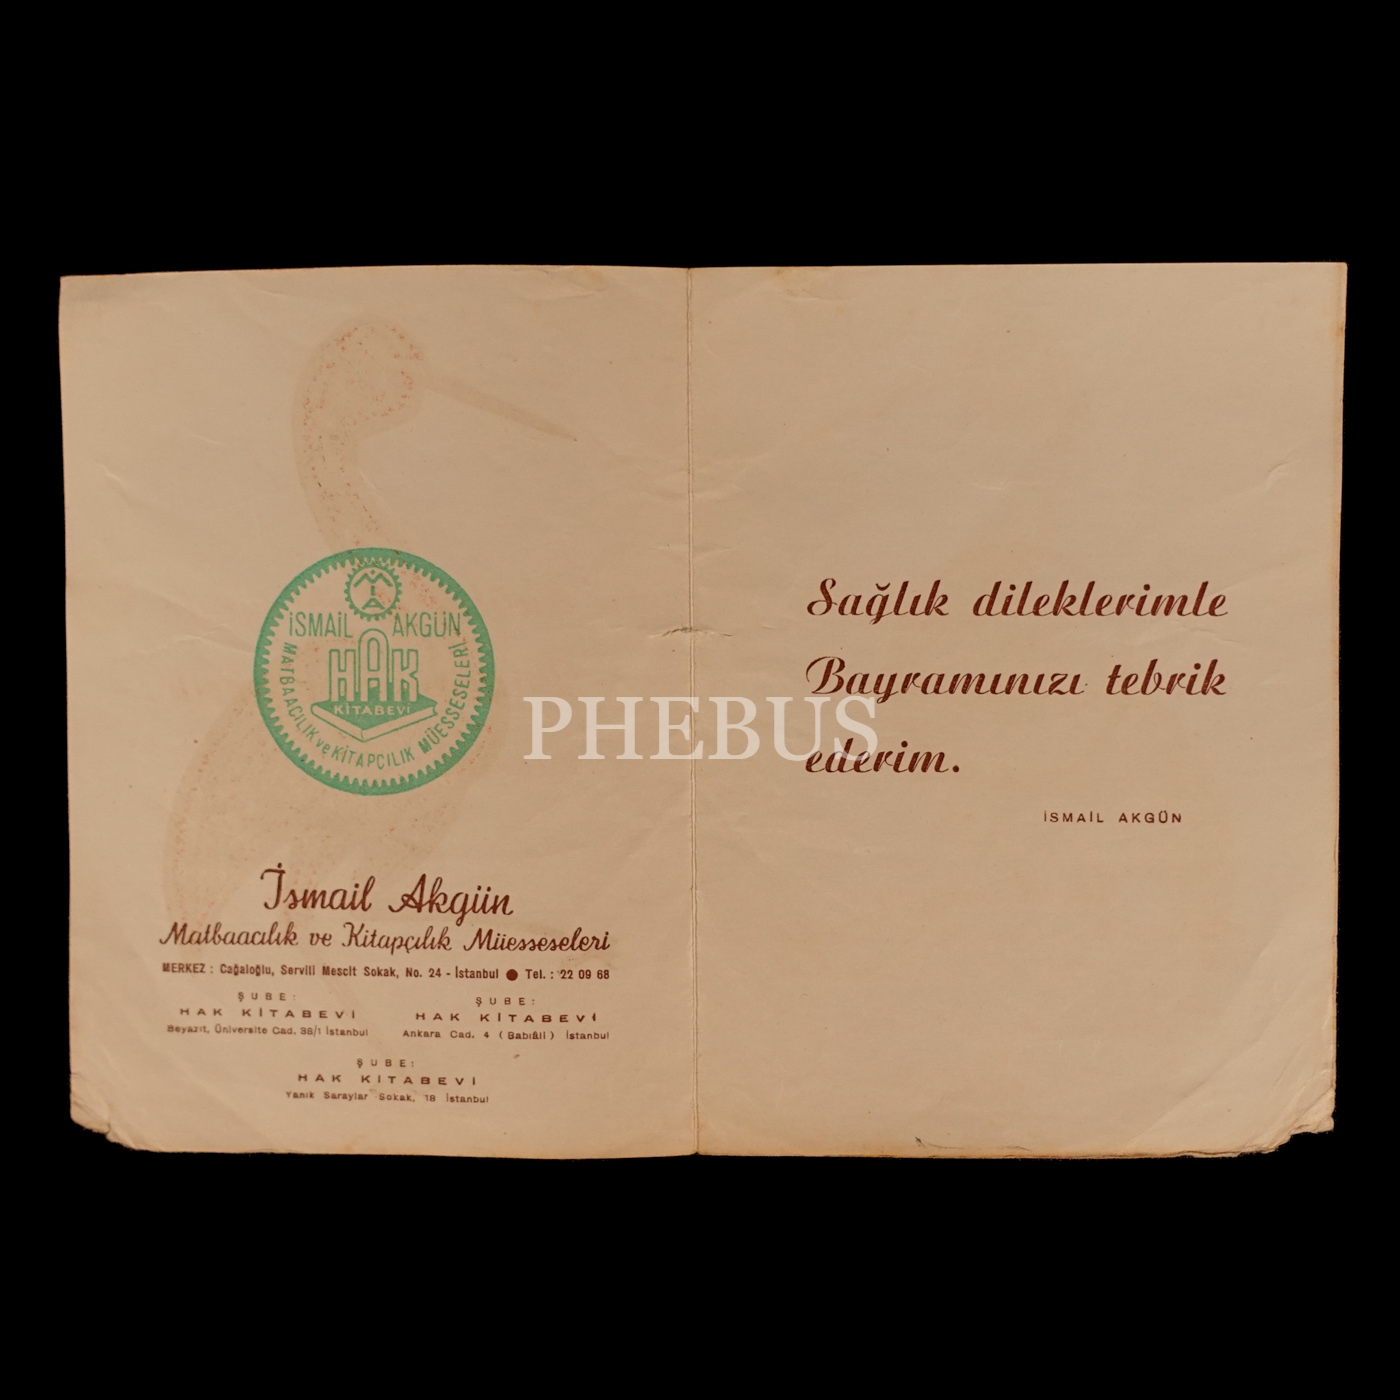 İSMAİL AKGÜN
HAK
KİTABEVİ
MATBAACILIK ve KİTAPÇILIK MÜESSESELERİ
İsmail Akgün
Matbaacılık ve Kitapçılık Müesseseleri
MERKEZ : Cağaloğlu, Servili Mescit Sokak, No. 24 - İstanbul ● Tel. : 22 09 68
ŞUBE:
HAK KİTABEVİ
Beyazıt, Üniversite Cad. 38/1 İstanbul
ŞUBE:
HAK KİTABEVİ
Ankara Cad. 4 (Babıâli) İstanbul
ŞUBE:
HAK KİTABEVİ
Yanık Saraylar Sokak, 18 İstanbul
Sağlık dileklerimle
Bayramınızı tebrik
ederim.
İSMAİL AKGÜN
PHEBUS